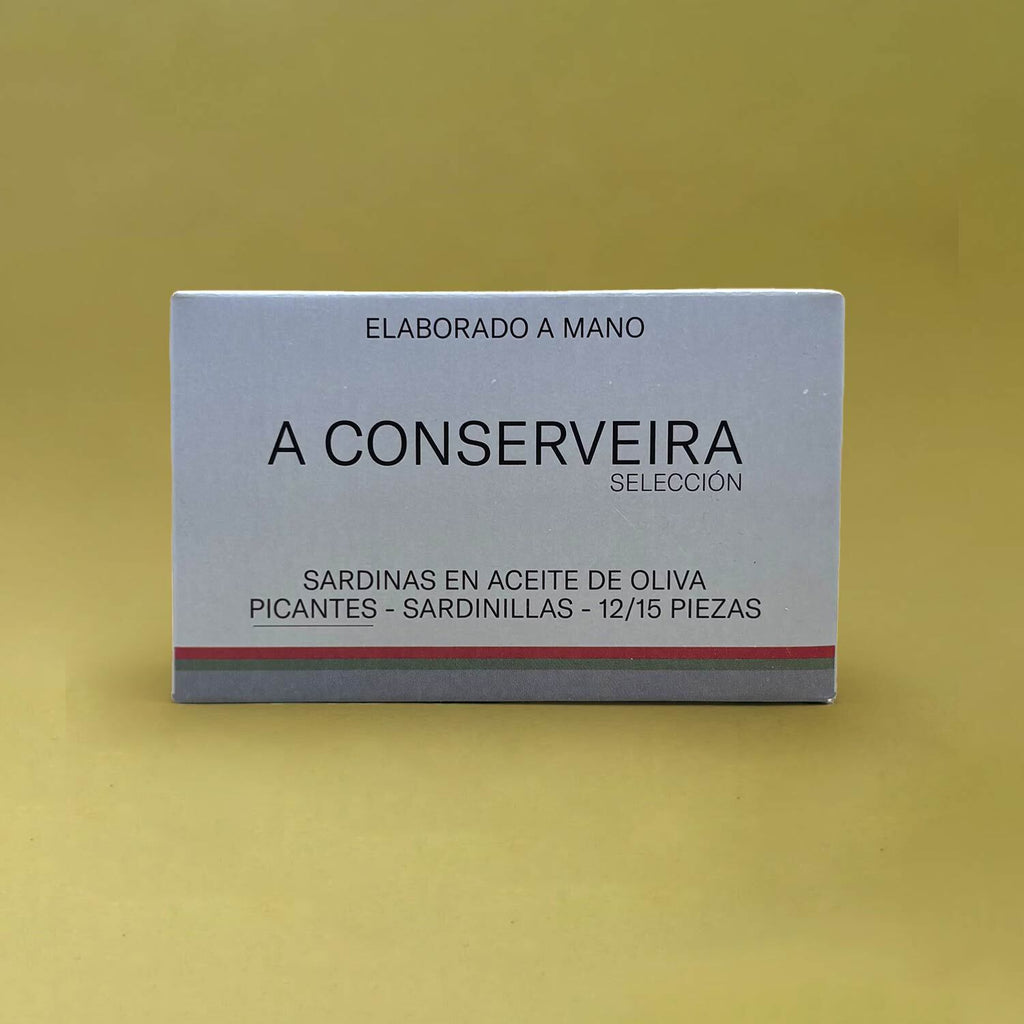 ELABORADO A MANO
A CONSERVEIRA
SELECCIÓN
SARDINAS EN ACEITE DE OLIVA
PICANTES - SARDINILLAS - 12/15 PIEZAS